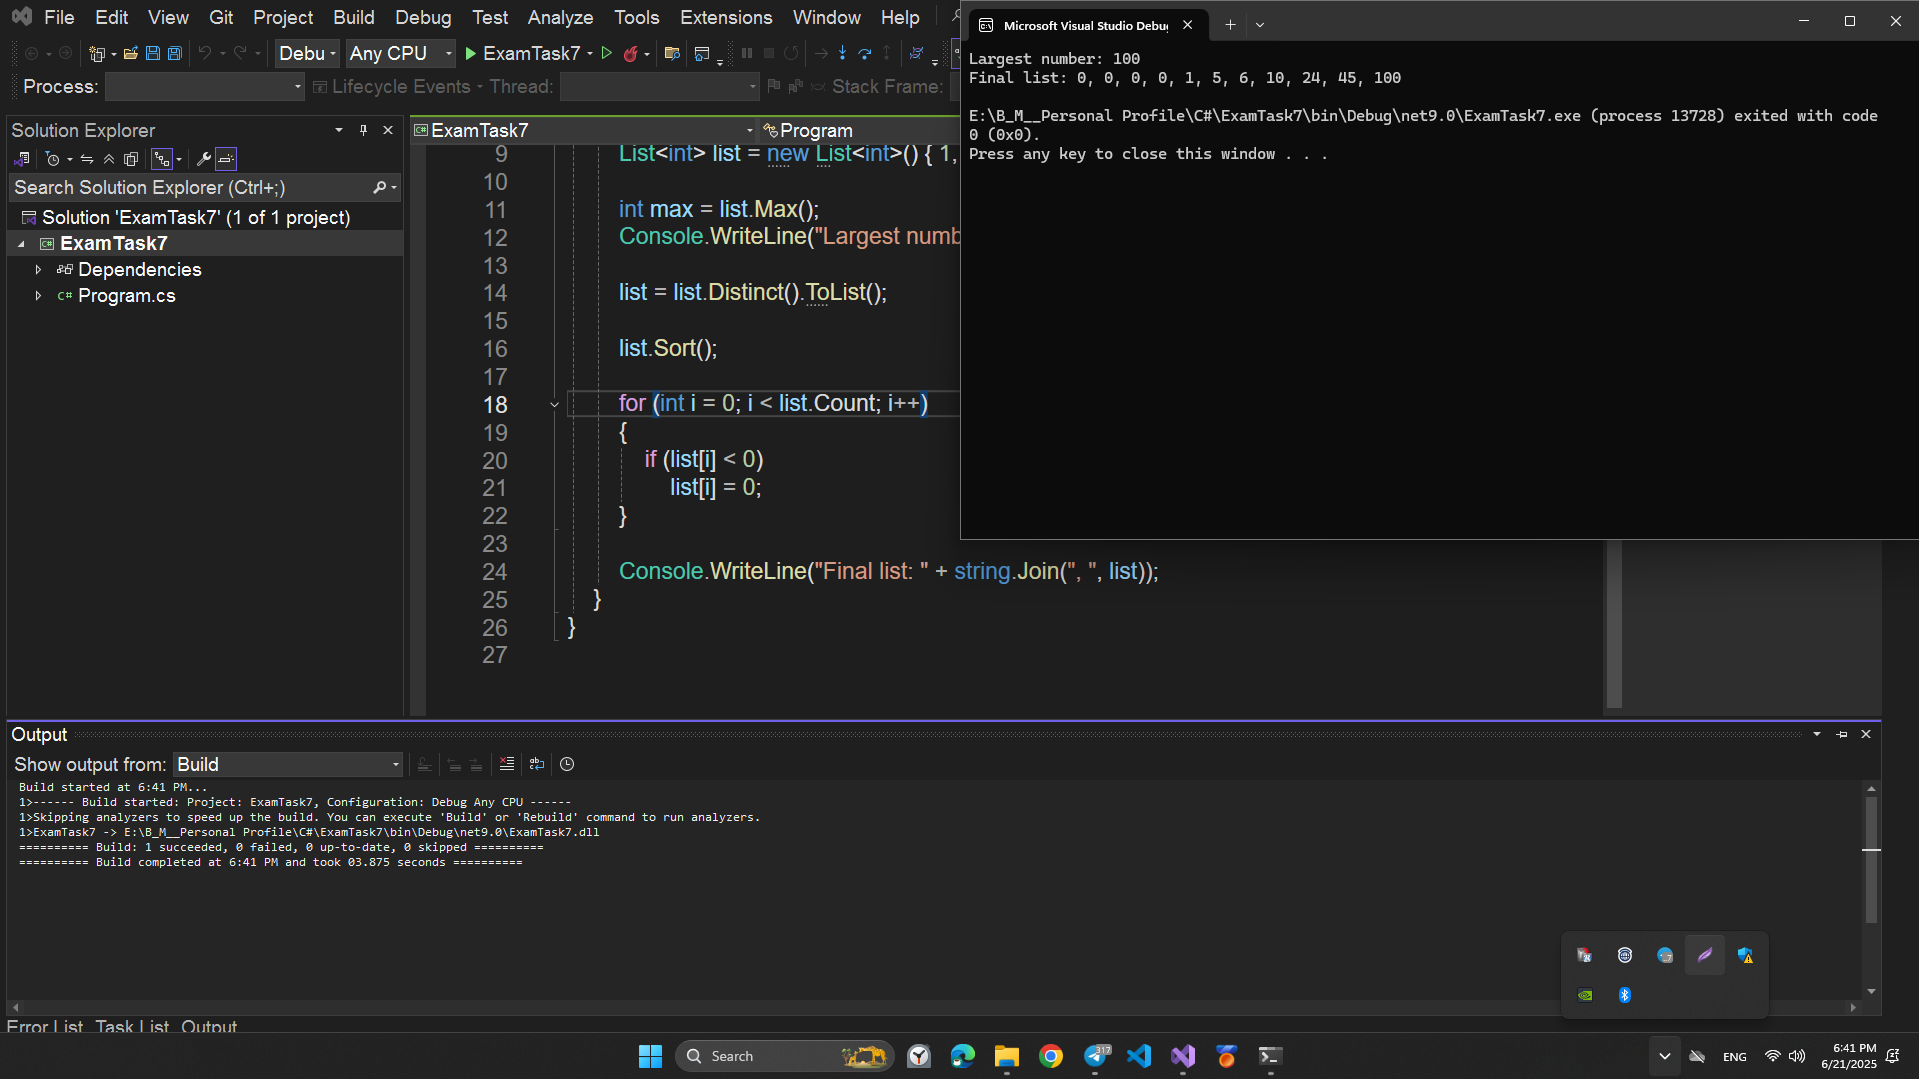 File Edit View Git Project Build Debug Test Analyze Tools Extensions Window Help
Debu Any CPU ExamTask7
Process: Lifecycle Events Thread: Stack Frame:
Solution Explorer
Search Solution Explorer (Ctrl+;)
Solution 'ExamTask7' (1 of 1 project)
ExamTask7
Dependencies
C# Program.cs
C# ExamTask7 Program
9 List<int> list = new List<int>() { 1,
10
11 int max = list.Max();
12 Console.WriteLine("Largest numb
13
14 list = list.Distinct().ToList();
15
16 list.Sort();
17
18 for (int i = 0; i < list.Count; i++)
19 {
20 if (list[i] < 0)
21 list[i] = 0;
22 }
23
24 Console.WriteLine("Final list: " + string.Join(", ", list));
25 }
26 }
27
Microsoft Visual Studio Debug
Largest number: 100
Final list: 0, 0, 0, 0, 1, 5, 6, 10, 24, 45, 100
E:\B_M__Personal Profile\C#\ExamTask7\bin\Debug\net9.0\ExamTask7.exe (process 13728) exited with code
0 (0x0).
Press any key to close this window . . .
Output
Show output from: Build
Build started at 6:41 PM...
1>------ Build started: Project: ExamTask7, Configuration: Debug Any CPU ------
1>Skipping analyzers to speed up the build. You can execute 'Build' or 'Rebuild' command to run analyzers.
1>ExamTask7 -> E:\B_M__Personal Profile\C#\ExamTask7\bin\Debug\net9.0\ExamTask7.dll
========== Build: 1 succeeded, 0 failed, 0 up-to-date, 0 skipped ==========
========== Build completed at 6:41 PM and took 03.875 seconds ==========
Error List Task List Output
Search
317
ENG
6:41 PM
6/21/2025